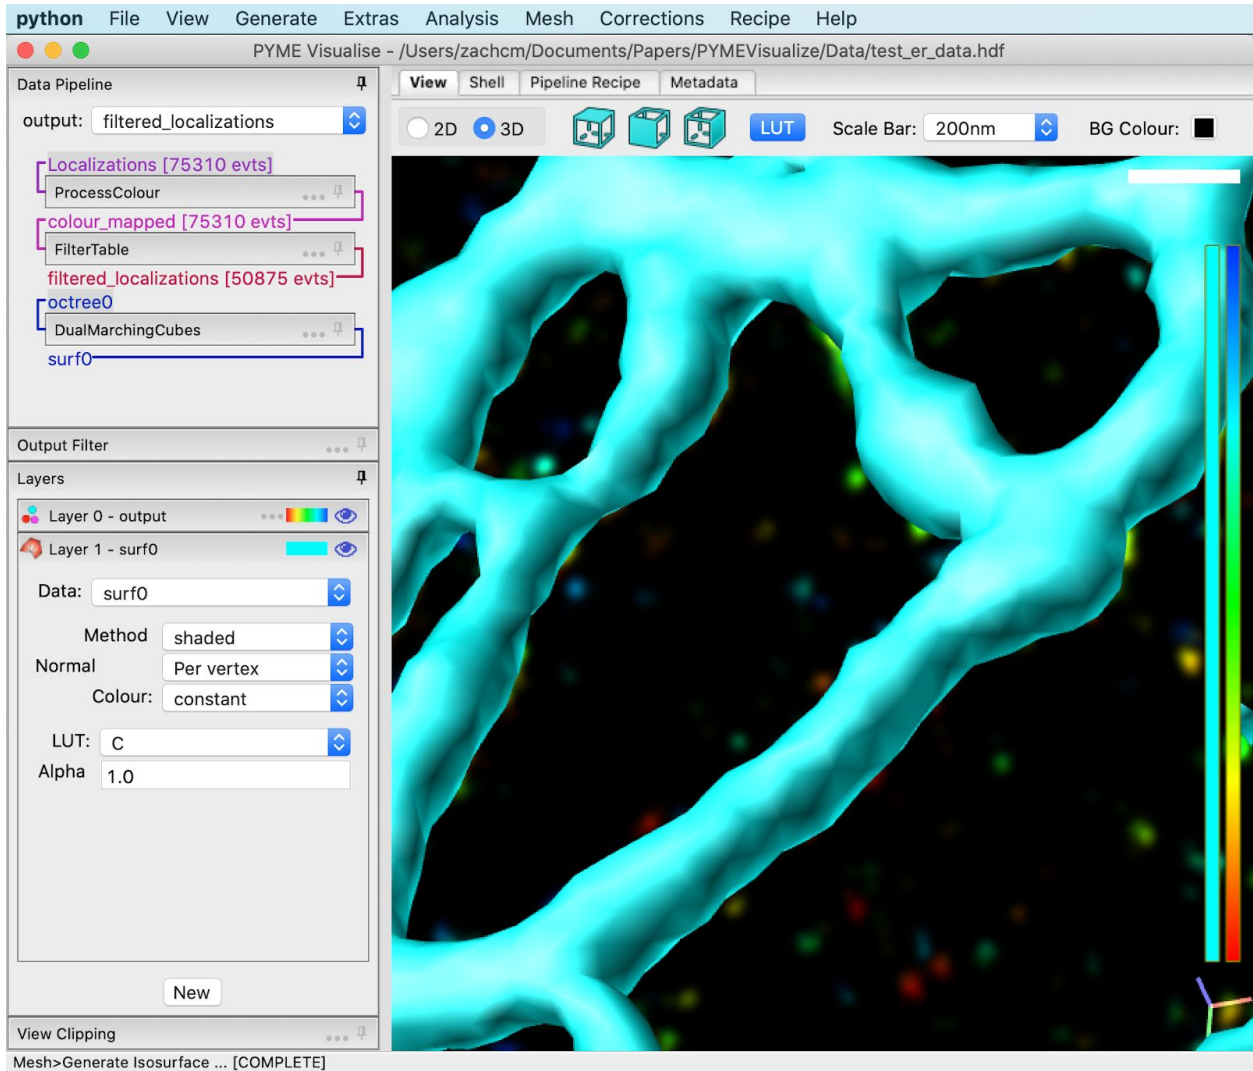 python File View Generate Extras Analysis Mesh Corrections Recipe Help
PYME Visualise - /Users/zachcm/Documents/Papers/PYMEVisualize/Data/test_er_data.hdf
Data Pipeline
output: filtered_localizations
Localizations [75310 evts]
ProcessColour
colour_mapped [75310 evts]
FilterTable
filtered_localizations [50875 evts]
octree0
DualMarchingCubes
surf0
Output Filter
Layers
Layer 0 - output
Layer 1 - surf0
Data: surf0
Method shaded
Normal Per vertex
Colour: constant
LUT: C
Alpha 1.0
New
View Clipping
Mesh>Generate Isosurface ... [COMPLETE]
View Shell Pipeline Recipe Metadata
2D 3D LUT Scale Bar: 200nm BG Colour: